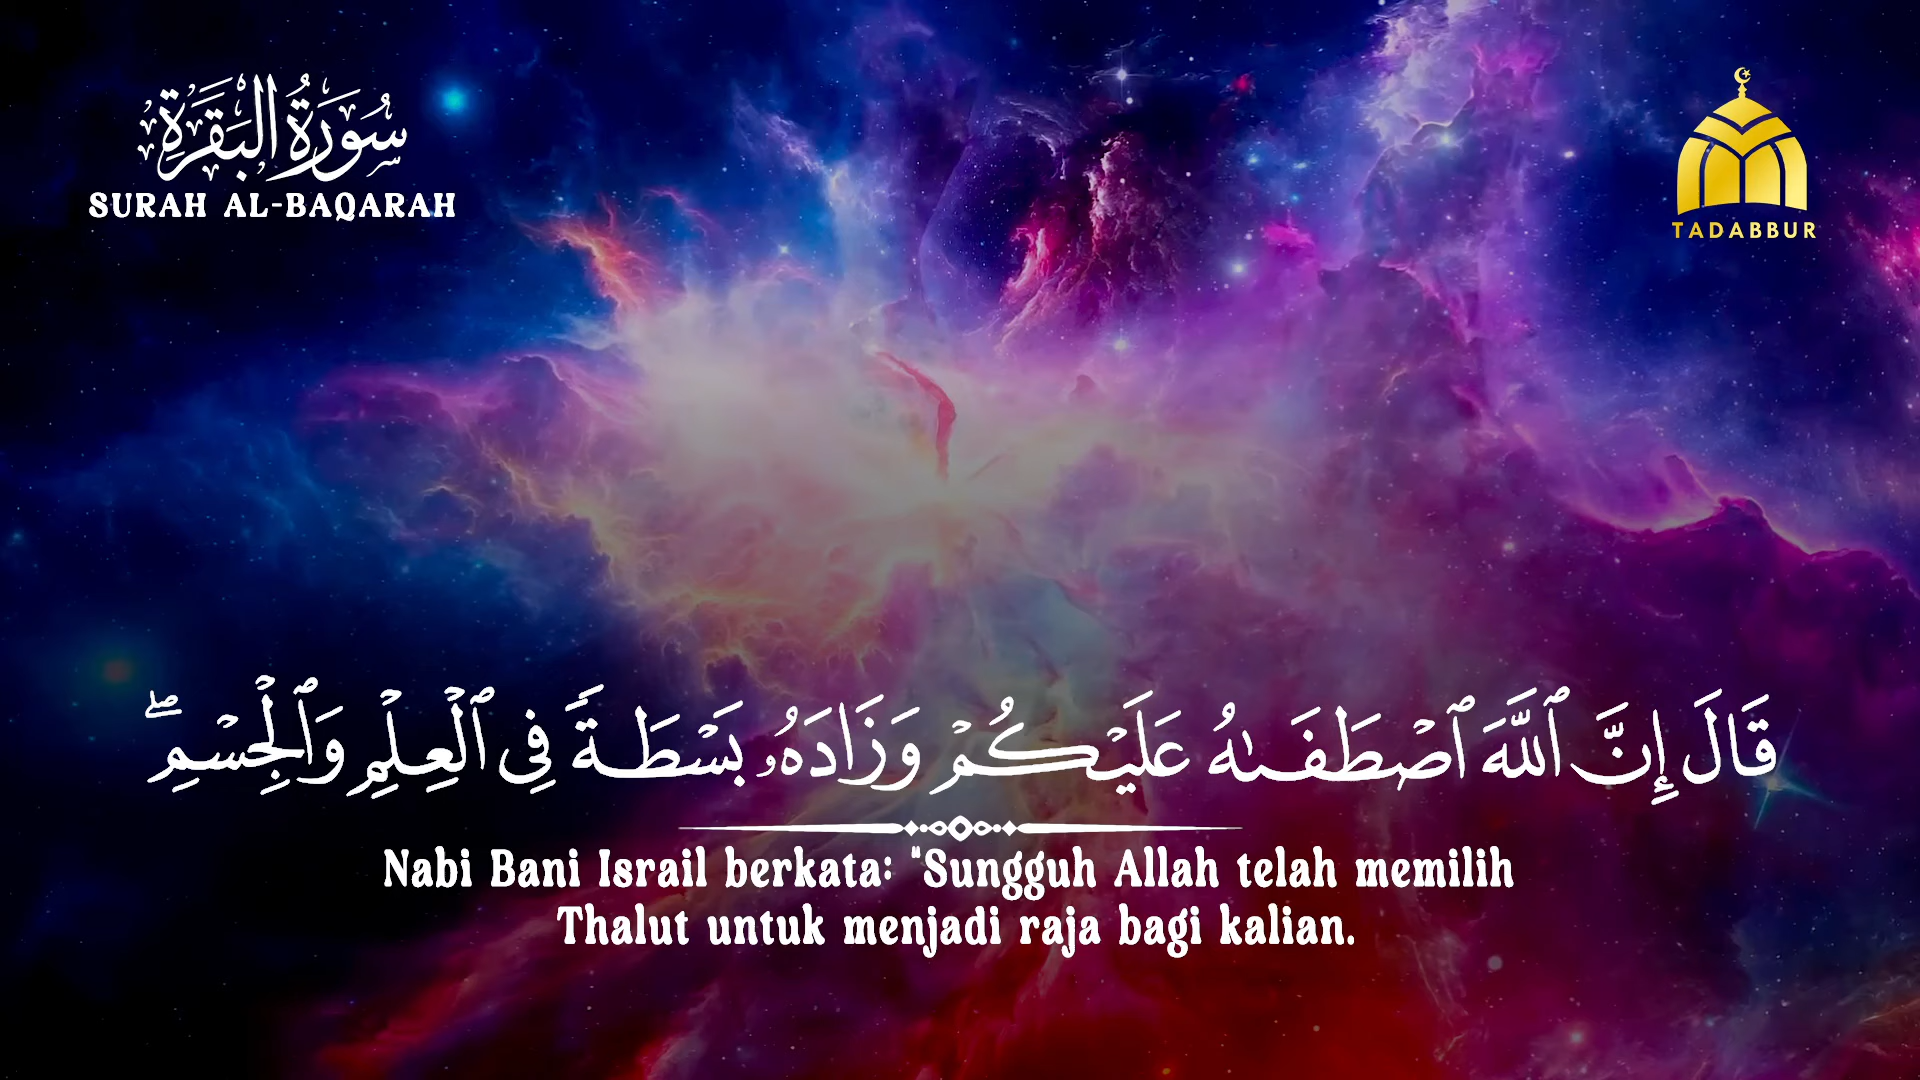 سُورَةُ البَقَرَةِ
SURAH AL-BAQARAH
TADABBUR
قَالَ إِنَّ ٱللَّهَ ٱصْطَفَىٰهُ عَلَيْكُمْ وَزَادَهُۥ بَسْطَةً فِى ٱلْعِلْمِ وَٱلْجِسْمِ ۖ
Nabi Bani Israil berkata: "Sungguh Allah telah memilih
Thalut untuk menjadi raja bagi kalian.